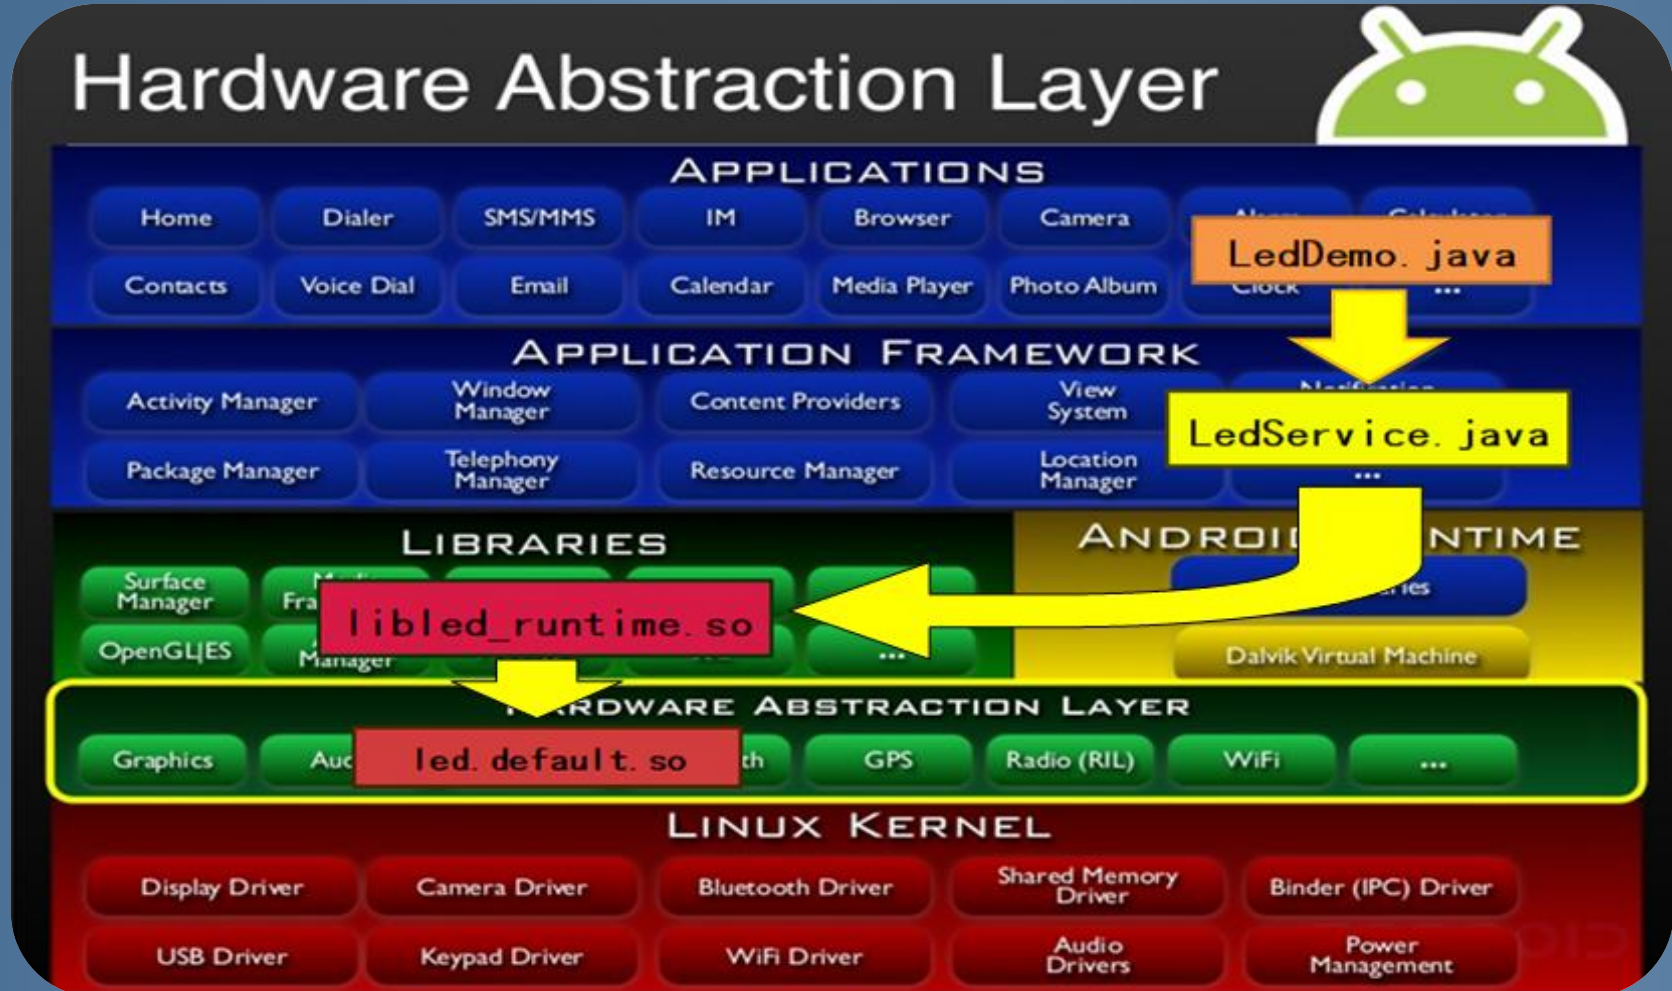 Hardware Abstraction Layer
APPLICATIONS
Home Dialer SMS/MMS IM Browser Camera
LedDemo.java
Contacts Voice Dial Email Calendar Media Player Photo Album Clock ...
APPLICATION FRAMEWORK
Activity Manager Window Manager Content Providers View System
LedService.java
Package Manager Telephony Manager Resource Manager Location Manager ...
LIBRARIES
Surface Manager
libled_runtime.so
OpenGL|ES Manager ...
Dalvik Virtual Machine
HARDWARE ABSTRACTION LAYER
Graphics led.default.so GPS Radio (RIL) WiFi ...
LINUX KERNEL
Display Driver Camera Driver Bluetooth Driver Shared Memory Driver Binder (IPC) Driver
USB Driver Keypad Driver WiFi Driver Audio Drivers Power Management